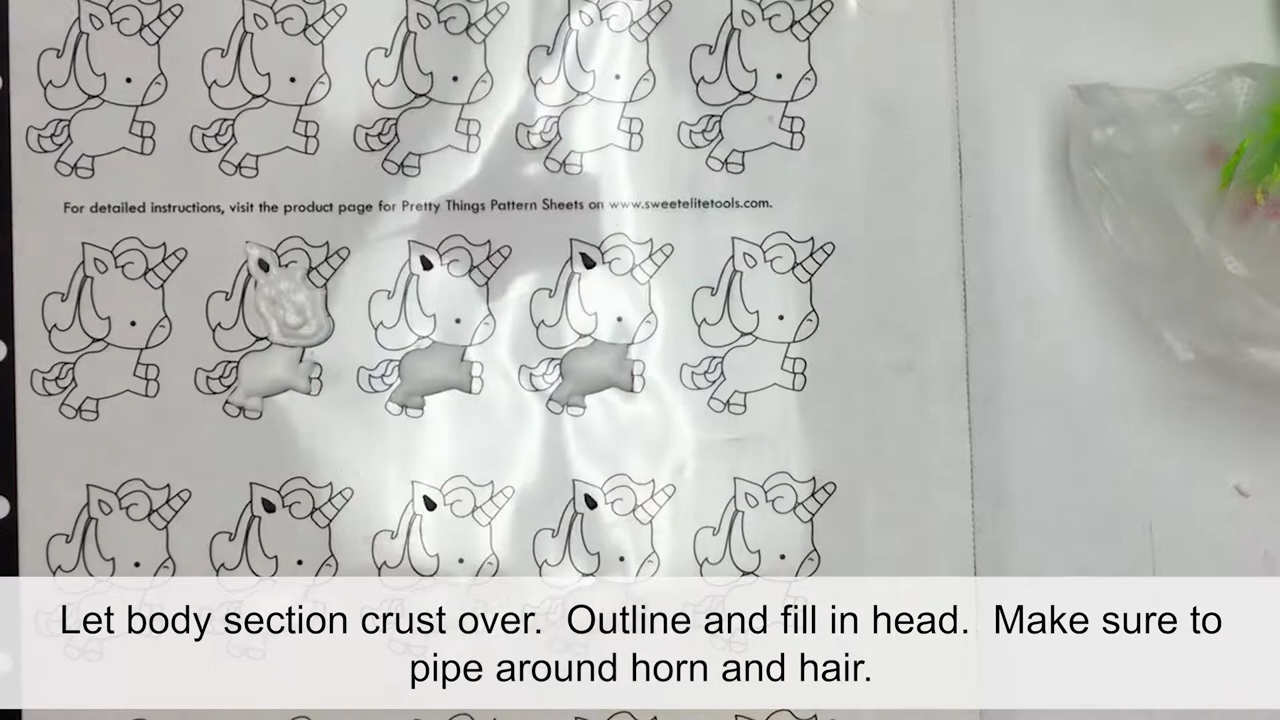 For detailed instructions, visit the product page for Pretty Things Pattern Sheets on www.sweetelitetools.com.
Let body section crust over.  Outline and fill in head.  Make sure to
pipe around horn and hair.